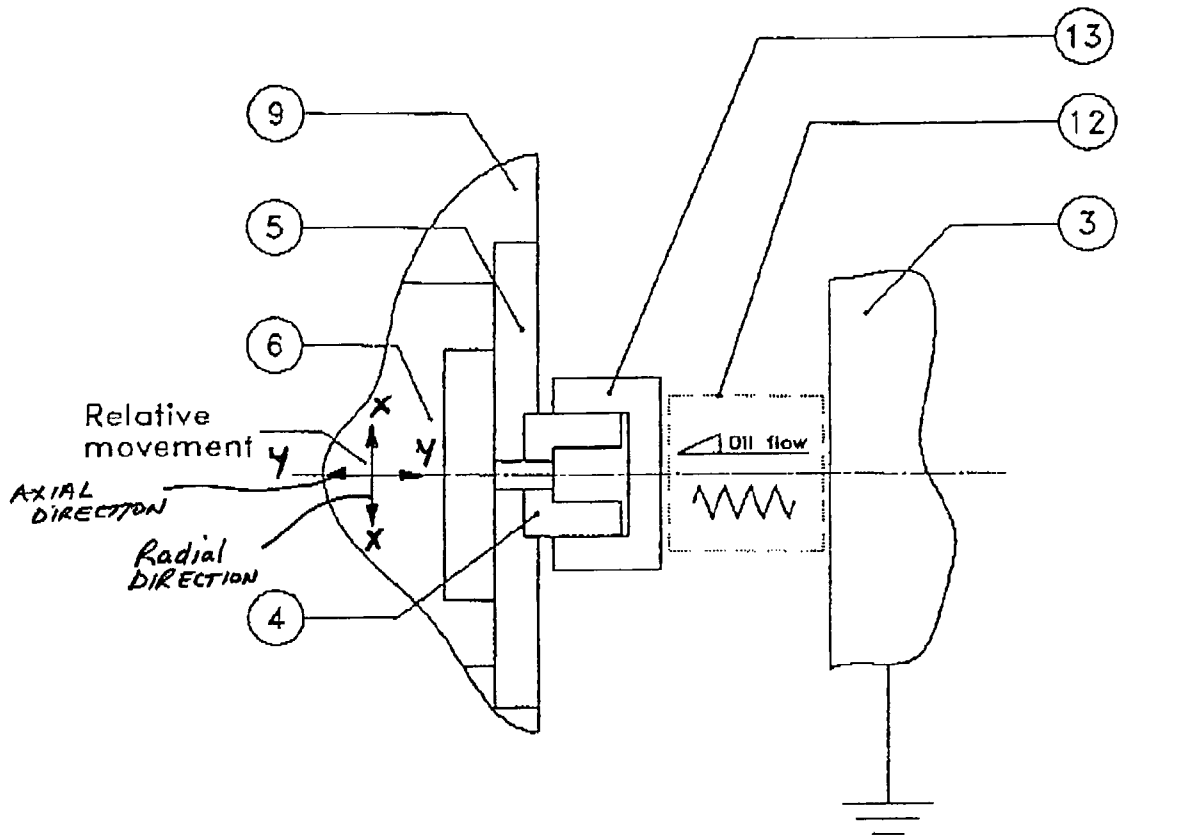 13
9
12
5
3
6
X
Relative
movement
Y
Y
Oil flow
AXIAL
DIRECTION
X
Radial
DIRECTION
4